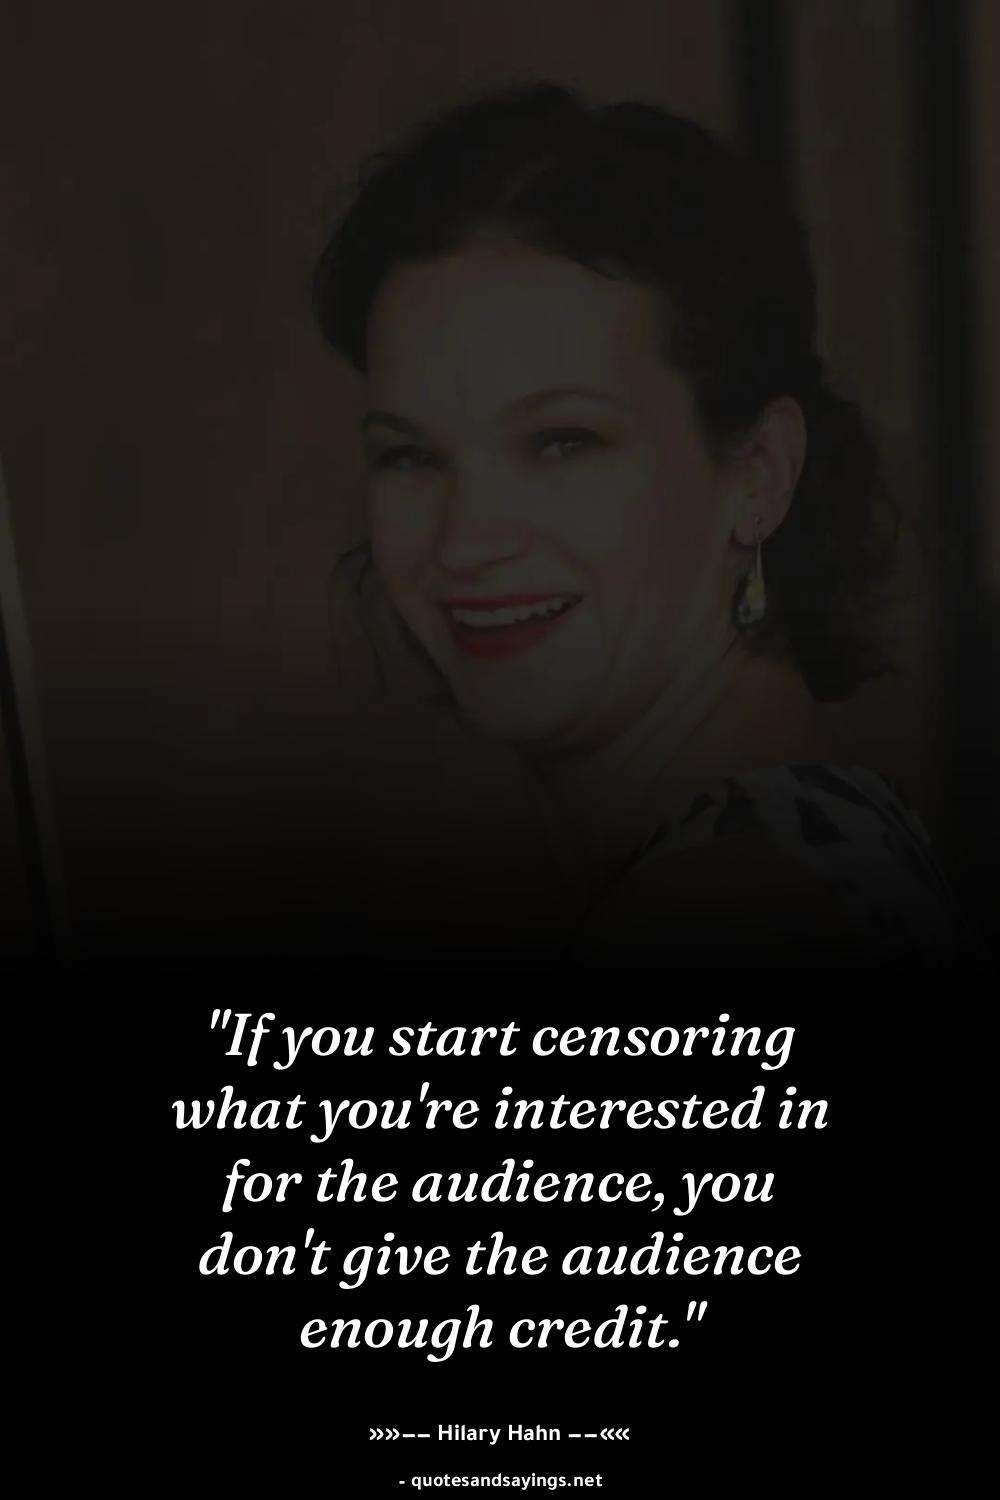 "If you start censoring
what you're interested in
for the audience, you
don't give the audience
enough credit."
»»–– Hilary Hahn ––««
- quotesandsayings.net